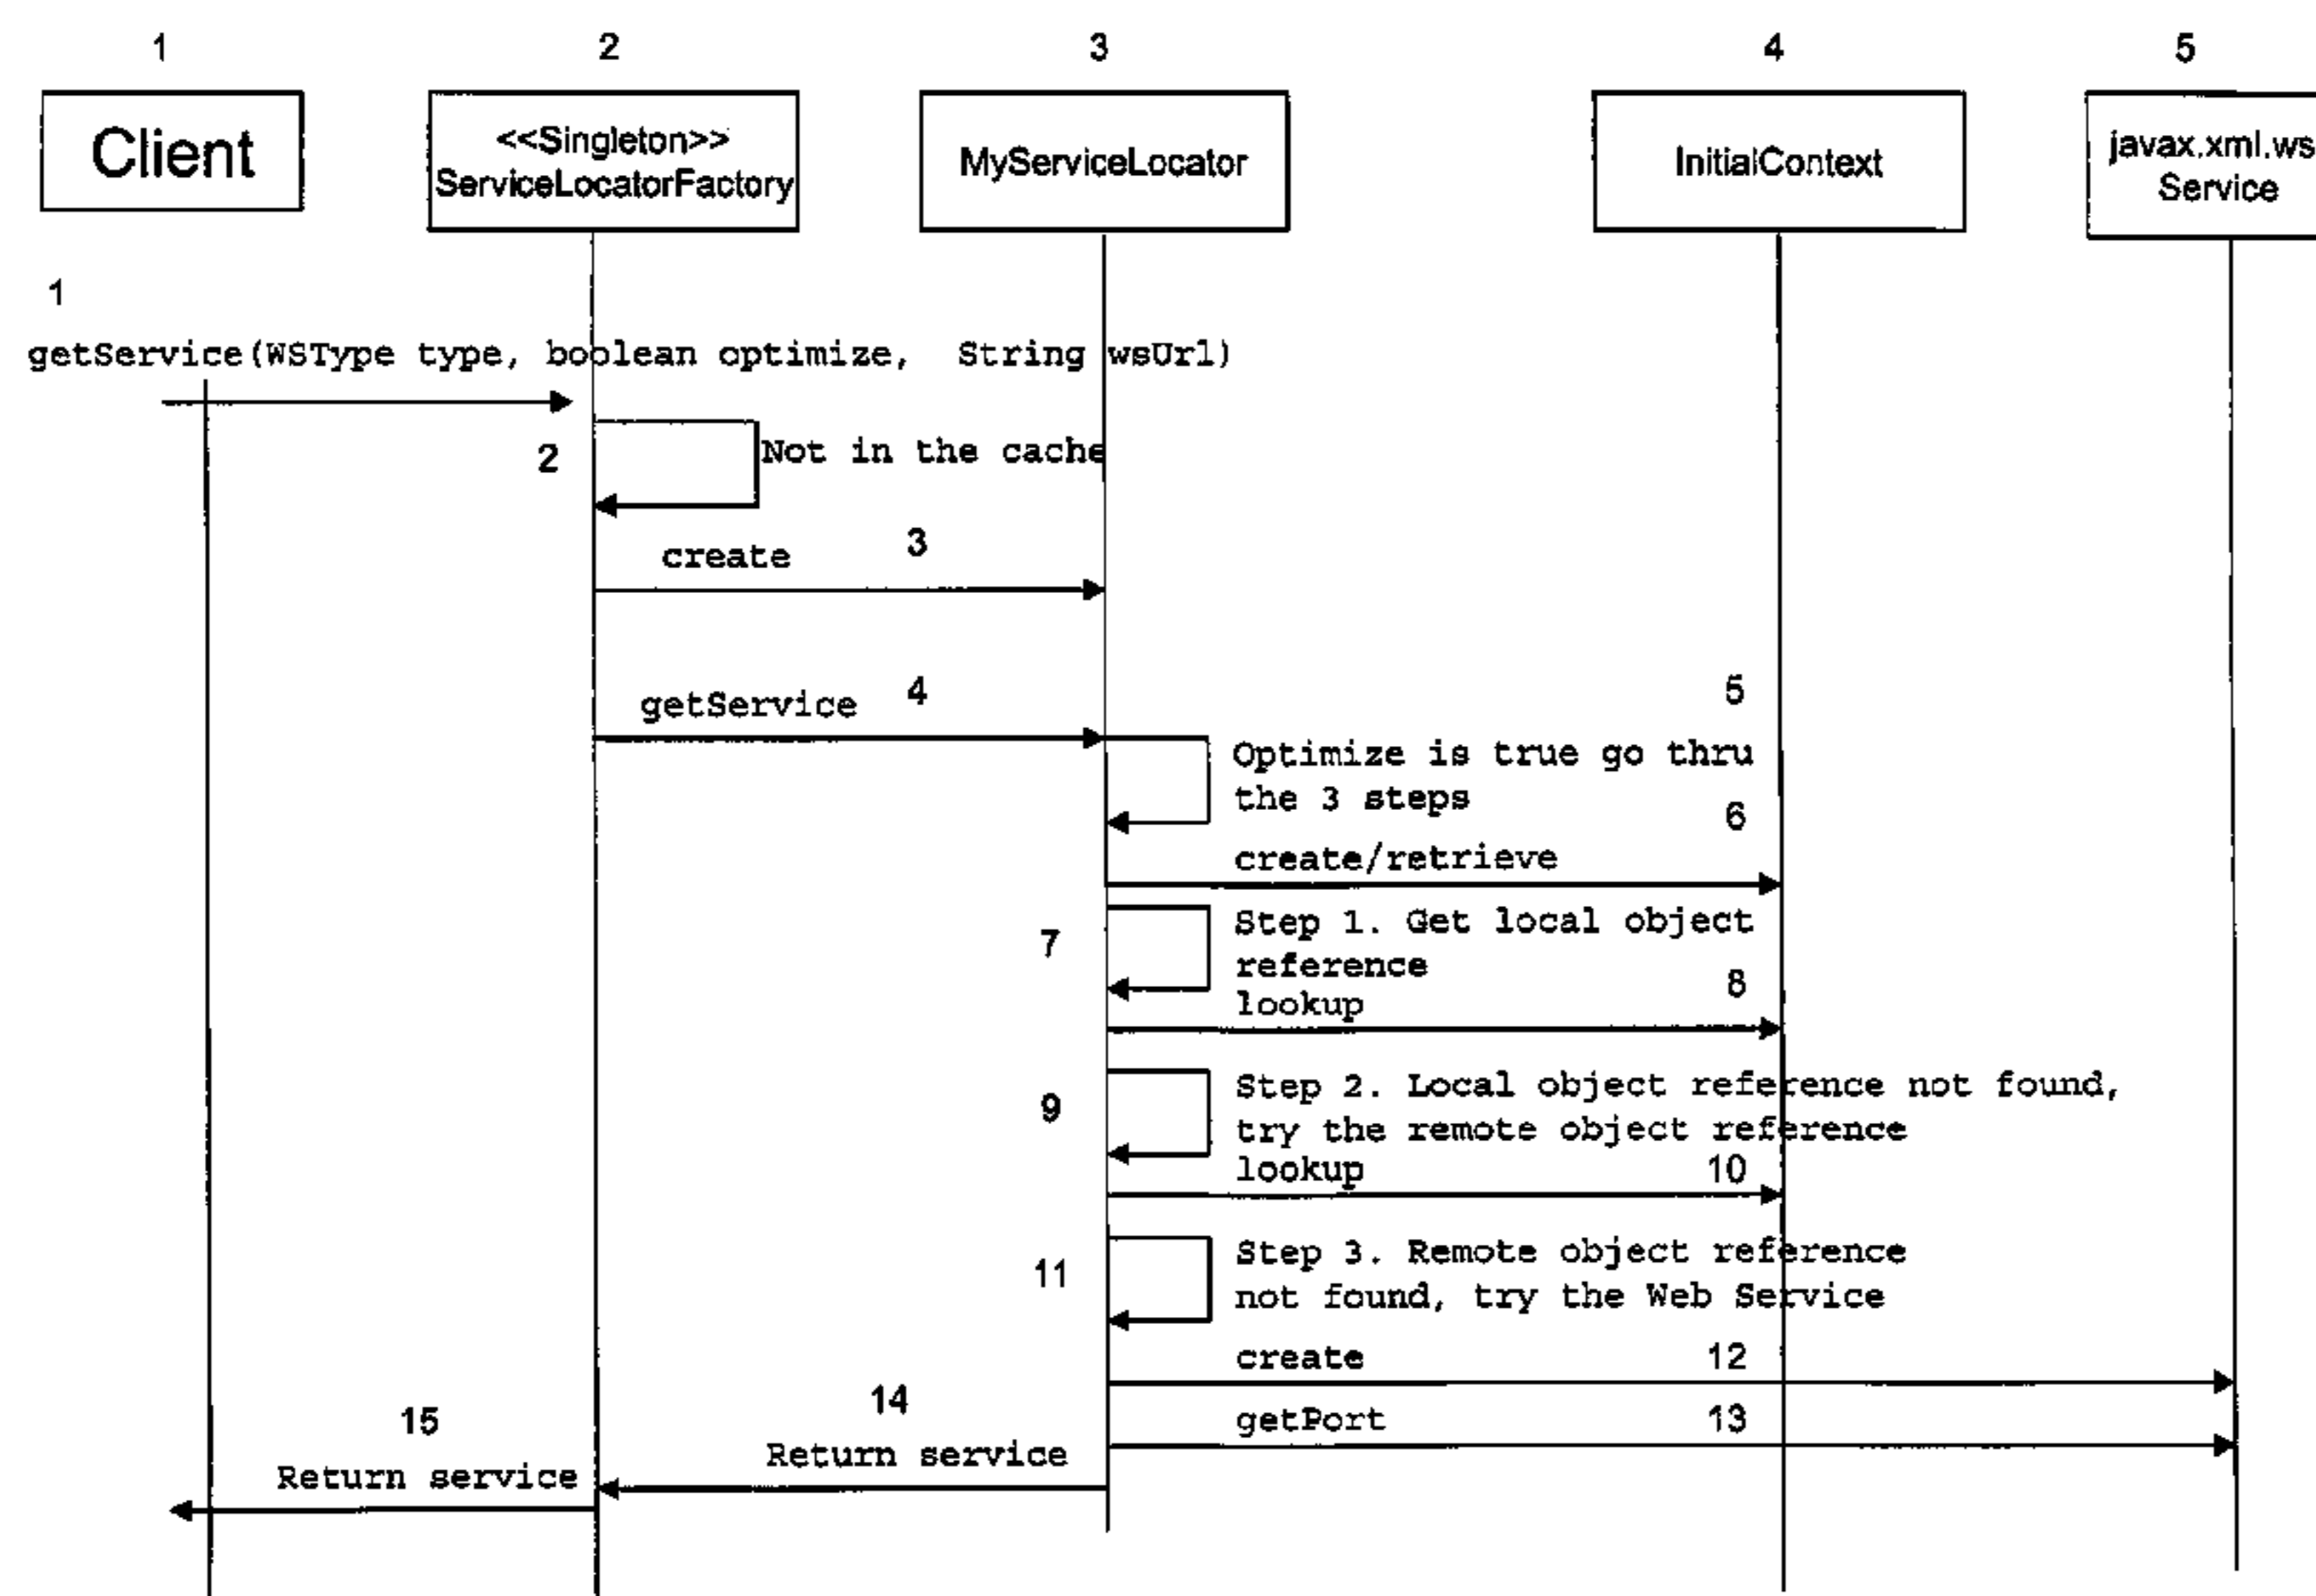 1
2
3
4
5
Client
<<Singleton>>
ServiceLocatorFactory
MyServiceLocator
InitialContext
javax.xml.ws
Service
1
getService(WSType type, boolean optimize, String wsUrl)
2
Not in the cache
create
3
getService
4
5
Optimize is true go thru
the 3 steps
6
create/retrieve
7
Step 1. Get local object
reference
8
lookup
9
Step 2. Local object reference not found,
try the remote object reference
lookup
10
11
Step 3. Remote object reference
not found, try the Web Service
create
12
getPort
13
14
Return service
15
Return service